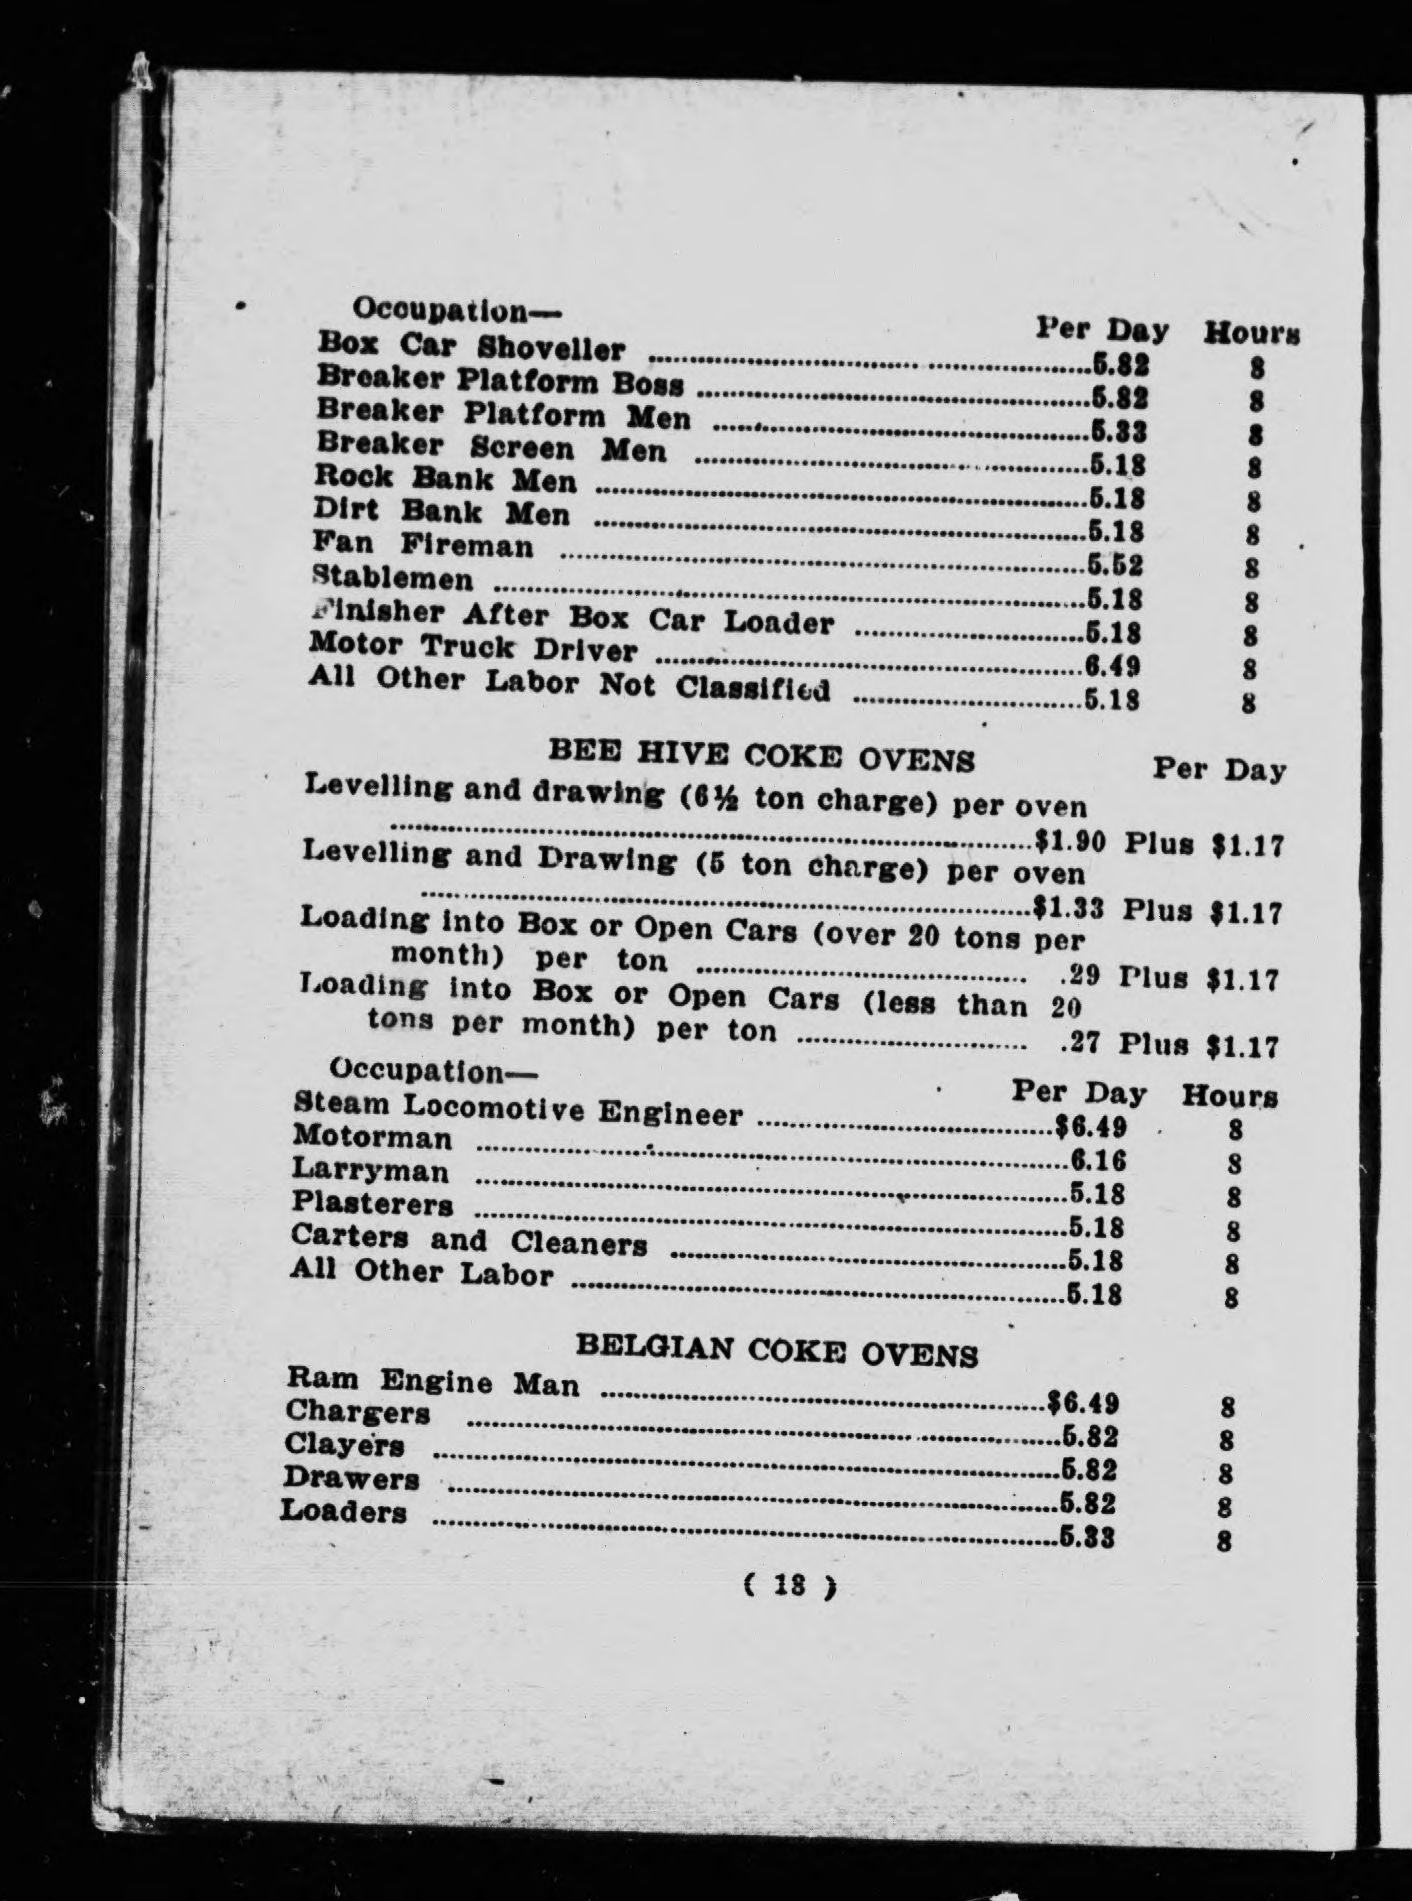 Occupation— Per Day Hours
Box Car Shoveller ..........5.82 8
Breaker Platform Boss ..........5.82 8
Breaker Platform Men ..........5.33 8
Breaker Screen Men ..........5.18 8
Rock Bank Men ..........5.18 8
Dirt Bank Men ..........5.18 8
Fan Fireman ..........5.52 8
Stablemen ..........5.18 8
Finisher After Box Car Loader ..........5.18 8
Motor Truck Driver ..........6.49 8
All Other Labor Not Classified ..........5.18 8
BEE HIVE COKE OVENS Per Day
Levelling and drawing (6½ ton charge) per oven
..........$1.90 Plus $1.17
Levelling and Drawing (5 ton charge) per oven
..........$1.33 Plus $1.17
Loading into Box or Open Cars (over 20 tons per
month) per ton .......... .29 Plus $1.17
Loading into Box or Open Cars (less than 20
tons per month) per ton .......... .27 Plus $1.17
Occupation— Per Day Hours
Steam Locomotive Engineer ..........$6.49 8
Motorman ..........6.16 8
Larryman ..........5.18 8
Plasterers ..........5.18 8
Carters and Cleaners ..........5.18 8
All Other Labor ..........5.18 8
BELGIAN COKE OVENS
Ram Engine Man ..........$6.49 8
Chargers ..........5.82 8
Clayers ..........5.82 8
Drawers ..........5.82 8
Loaders ..........5.33 8
( 18 )